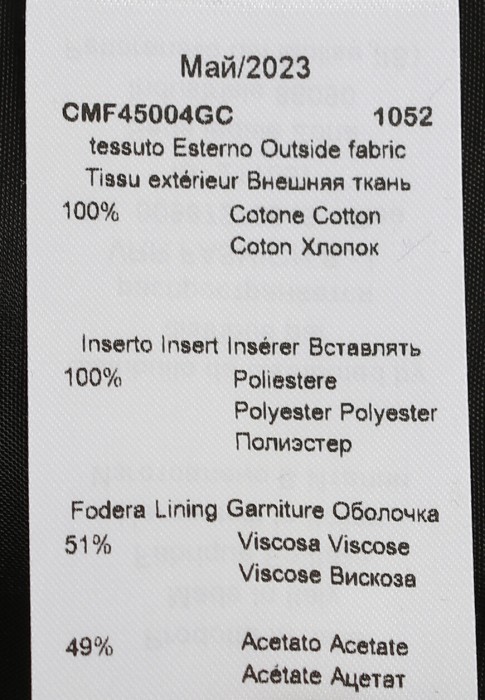 Май/2023
CMF45004GC 1052
tessuto Esterno Outside fabric
Tissu extérieur Внешняя ткань
100% Cotone Cotton
Coton Хлопок
Inserto Insert Insérer Вставлять
100% Poliestere
Polyester Polyester
Полиэстер
Fodera Lining Garniture Оболочка
51% Viscosa Viscose
Viscose Вискоза
49% Acetato Acetate
Acétate Ацетат